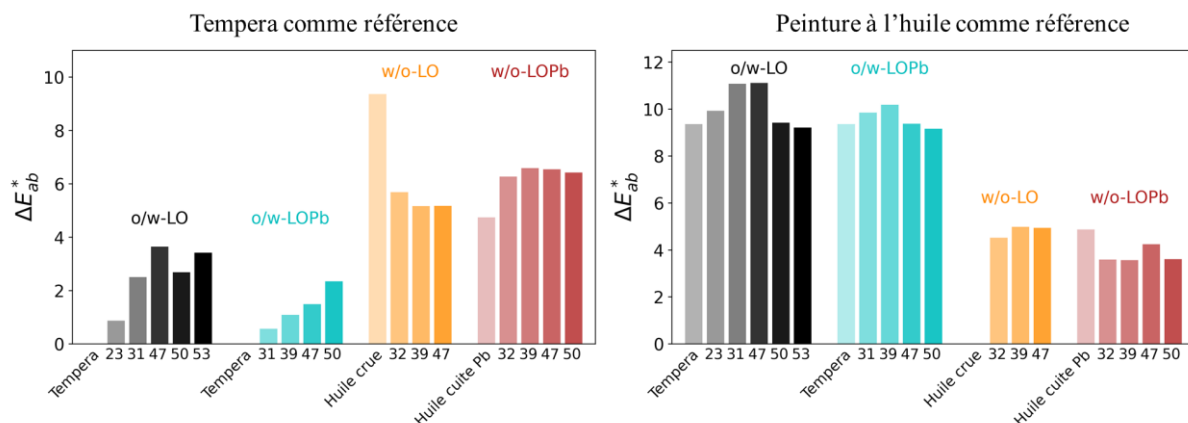 Tempera comme référence
10
8
6
4
2
0
ΔE*ab
o/w-LO
o/w-LOPb
w/o-LO
w/o-LOPb
Tempera 23 31 47 50 53
Tempera 31 39 47 50
Huile crue 32 39 47
Huile cuite Pb 32 39 47 50
Peinture à l’huile comme référence
12
10
8
6
4
2
0
ΔE*ab
o/w-LO
o/w-LOPb
w/o-LO
w/o-LOPb
Tempera 23 31 47 50 53
Tempera 31 39 47 50
Huile crue 32 39 47
Huile cuite Pb 32 39 47 50